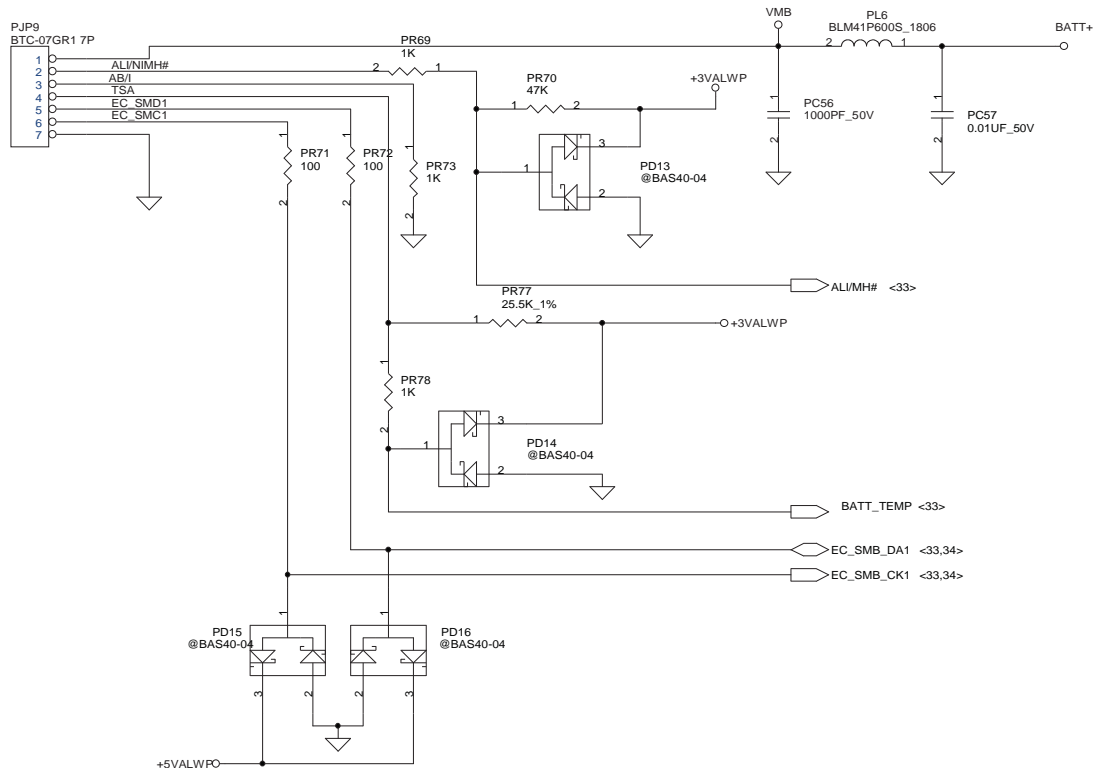 PJP9
BTC-07GR1 7P
1
2
3
4
5
6
7
ALI/NIMH#
AB/I
TSA
EC_SMD1
EC_SMC1
PR69
1K
2
1
VMB
PL6
BLM41P600S_1806
2
1
BATT+
PR70
47K
1
2
+3VALWP
1
PC56
1000PF_50V
2
1
PC57
0.01UF_50V
2
1
PR71
100
2
1
PR72
100
2
1
PR73
1K
2
3
1
2
PD13
@BAS40-04
ALI/MH# <33>
PR77
25.5K_1%
1
2
+3VALWP
1
PR78
1K
2
3
1
2
PD14
@BAS40-04
BATT_TEMP <33>
EC_SMB_DA1 <33,34>
EC_SMB_CK1 <33,34>
1
PD15
@BAS40-04
3
2
1
PD16
@BAS40-04
2
3
+5VALWP